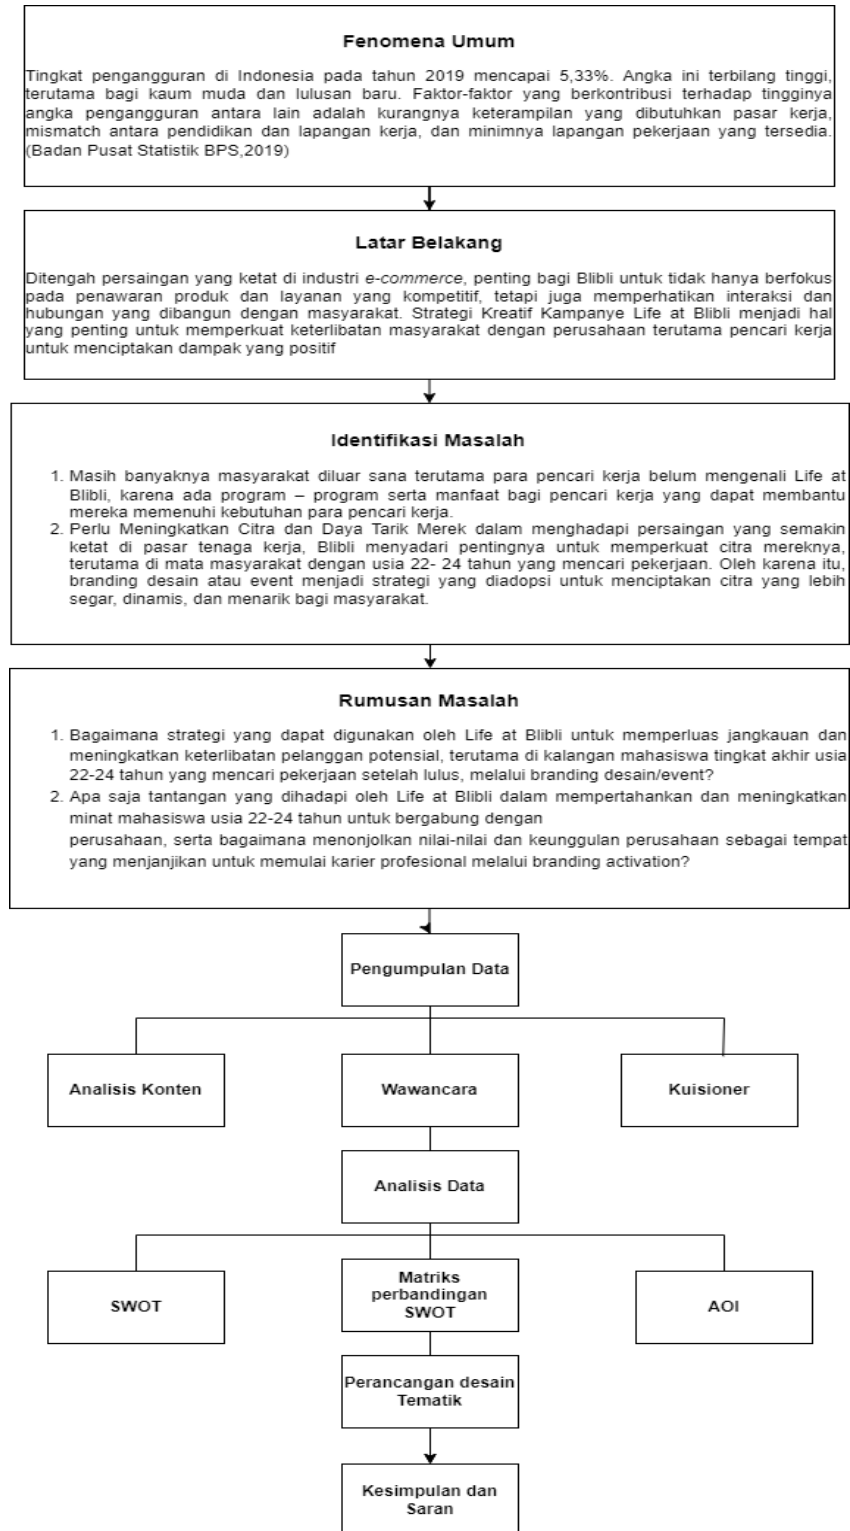 Fenomena Umum
Tingkat pengangguran di Indonesia pada tahun 2019 mencapai 5,33%. Angka ini terbilang tinggi,
terutama bagi kaum muda dan lulusan baru. Faktor-faktor yang berkontribusi terhadap tingginya
angka pengangguran antara lain adalah kurangnya keterampilan yang dibutuhkan pasar kerja,
mismatch antara pendidikan dan lapangan kerja, dan minimnya lapangan pekerjaan yang tersedia.
(Badan Pusat Statistik BPS,2019)
Latar Belakang
Ditengah persaingan yang ketat di industri e-commerce, penting bagi Blibli untuk tidak hanya berfokus
pada penawaran produk dan layanan yang kompetitif, tetapi juga memperhatikan interaksi dan
hubungan yang dibangun dengan masyarakat. Strategi Kreatif Kampanye Life at Blibli menjadi hal
yang penting untuk memperkuat keterlibatan masyarakat dengan perusahaan terutama pencari kerja
untuk menciptakan dampak yang positif
Identifikasi Masalah
1. Masih banyaknya masyarakat diluar sana terutama para pencari kerja belum mengenali Life at
Blibli, karena ada program – program serta manfaat bagi pencari kerja yang dapat membantu
mereka memenuhi kebutuhan para pencari kerja.
2. Perlu Meningkatkan Citra dan Daya Tarik Merek dalam menghadapi persaingan yang semakin
ketat di pasar tenaga kerja, Blibli menyadari pentingnya untuk memperkuat citra mereknya,
terutama di mata masyarakat dengan usia 22- 24 tahun yang mencari pekerjaan. Oleh karena itu,
branding desain atau event menjadi strategi yang diadopsi untuk menciptakan citra yang lebih
segar, dinamis, dan menarik bagi masyarakat.
Rumusan Masalah
1. Bagaimana strategi yang dapat digunakan oleh Life at Blibli untuk memperluas jangkauan dan
meningkatkan keterlibatan pelanggan potensial, terutama di kalangan mahasiswa tingkat akhir usia
22-24 tahun yang mencari pekerjaan setelah lulus, melalui branding desain/event?
2. Apa saja tantangan yang dihadapi oleh Life at Blibli dalam mempertahankan dan meningkatkan
minat mahasiswa usia 22-24 tahun untuk bergabung dengan
perusahaan, serta bagaimana menonjolkan nilai-nilai dan keunggulan perusahaan sebagai tempat
yang menjanjikan untuk memulai karier profesional melalui branding activation?
Pengumpulan Data
Analisis Konten
Wawancara
Kuisioner
Analisis Data
SWOT
Matriks
perbandingan
SWOT
AOI
Perancangan desain
Tematik
Kesimpulan dan
Saran